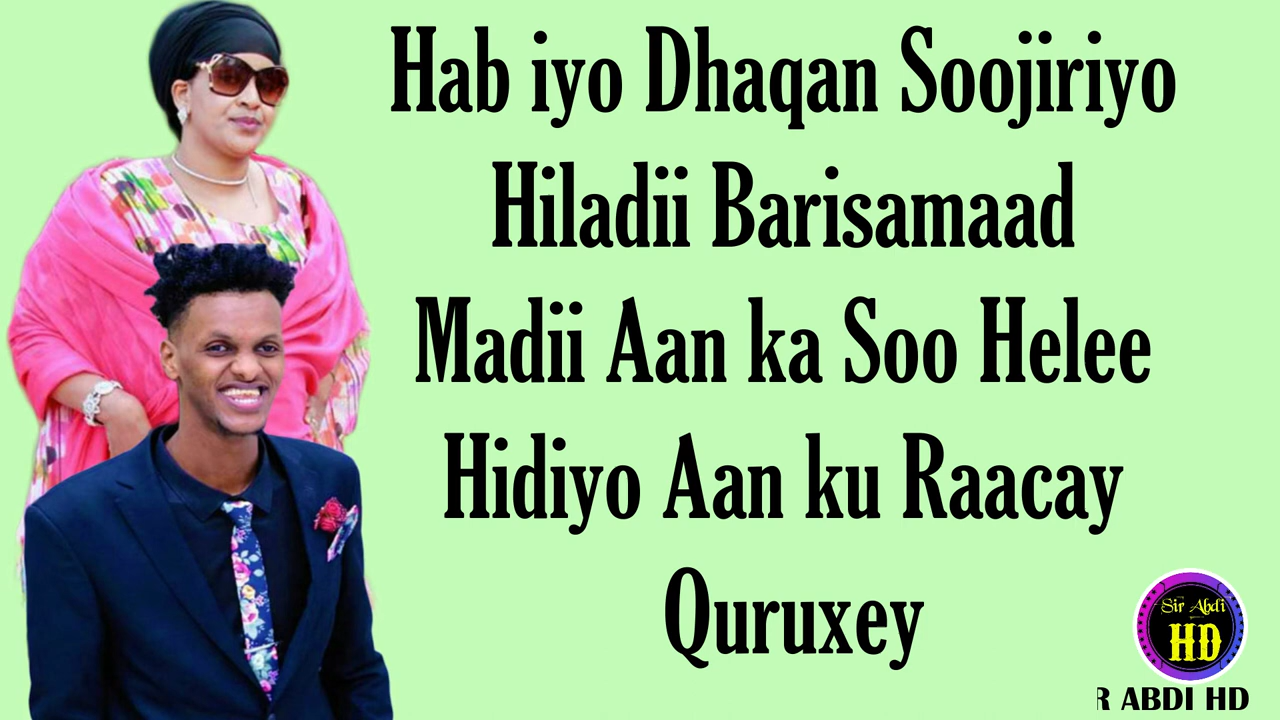 Hab iyo Dhaqan Soojiriyo
Hiladii Barisamaad
Madii Aan ka Soo Helee
Hidiyo Aan ku Raacay
Quruxey
Sir Abdi
HD
R ABDI HD